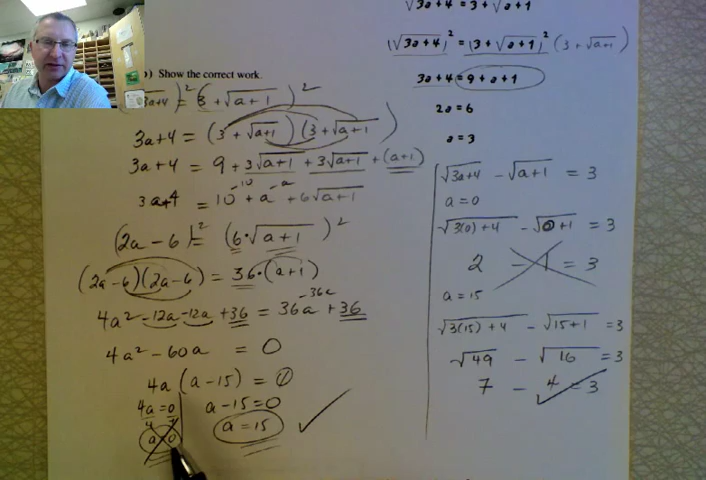 b) Show the correct work.
3a+4)² = (3 + √a+1)²
3a+4 = (3 + √a+1)(3 + √a+1)
3a+4 = 9 + 3√a+1 + 3√a+1 + (a+1)
-10 -a
3a+4 = 10 + a + 6√a+1
(2a-6)² = (6·√a+1)²
(2a-6)(2a-6) = 36·(a+1)
-36a
4a² -12a -12a +36 = 36a +36
4a² - 60a = 0
4a(a-15) = 0
4a = 0 a-15 = 0
4 4
a=0 a = 15
√3a+4 = 3 + √a+1
(√3a+4)² = (3 + √a+1)² (3 + √a+1)
3a+4 = 9 + a+1
2a = 6
a = 3
√3a+4 - √a+1 = 3
a = 0
√3(0)+4 - √0+1 = 3
2 - 1 = 3
a = 15
√3(15)+4 - √15+1 = 3
√49 - √16 = 3
7 - 4 = 3